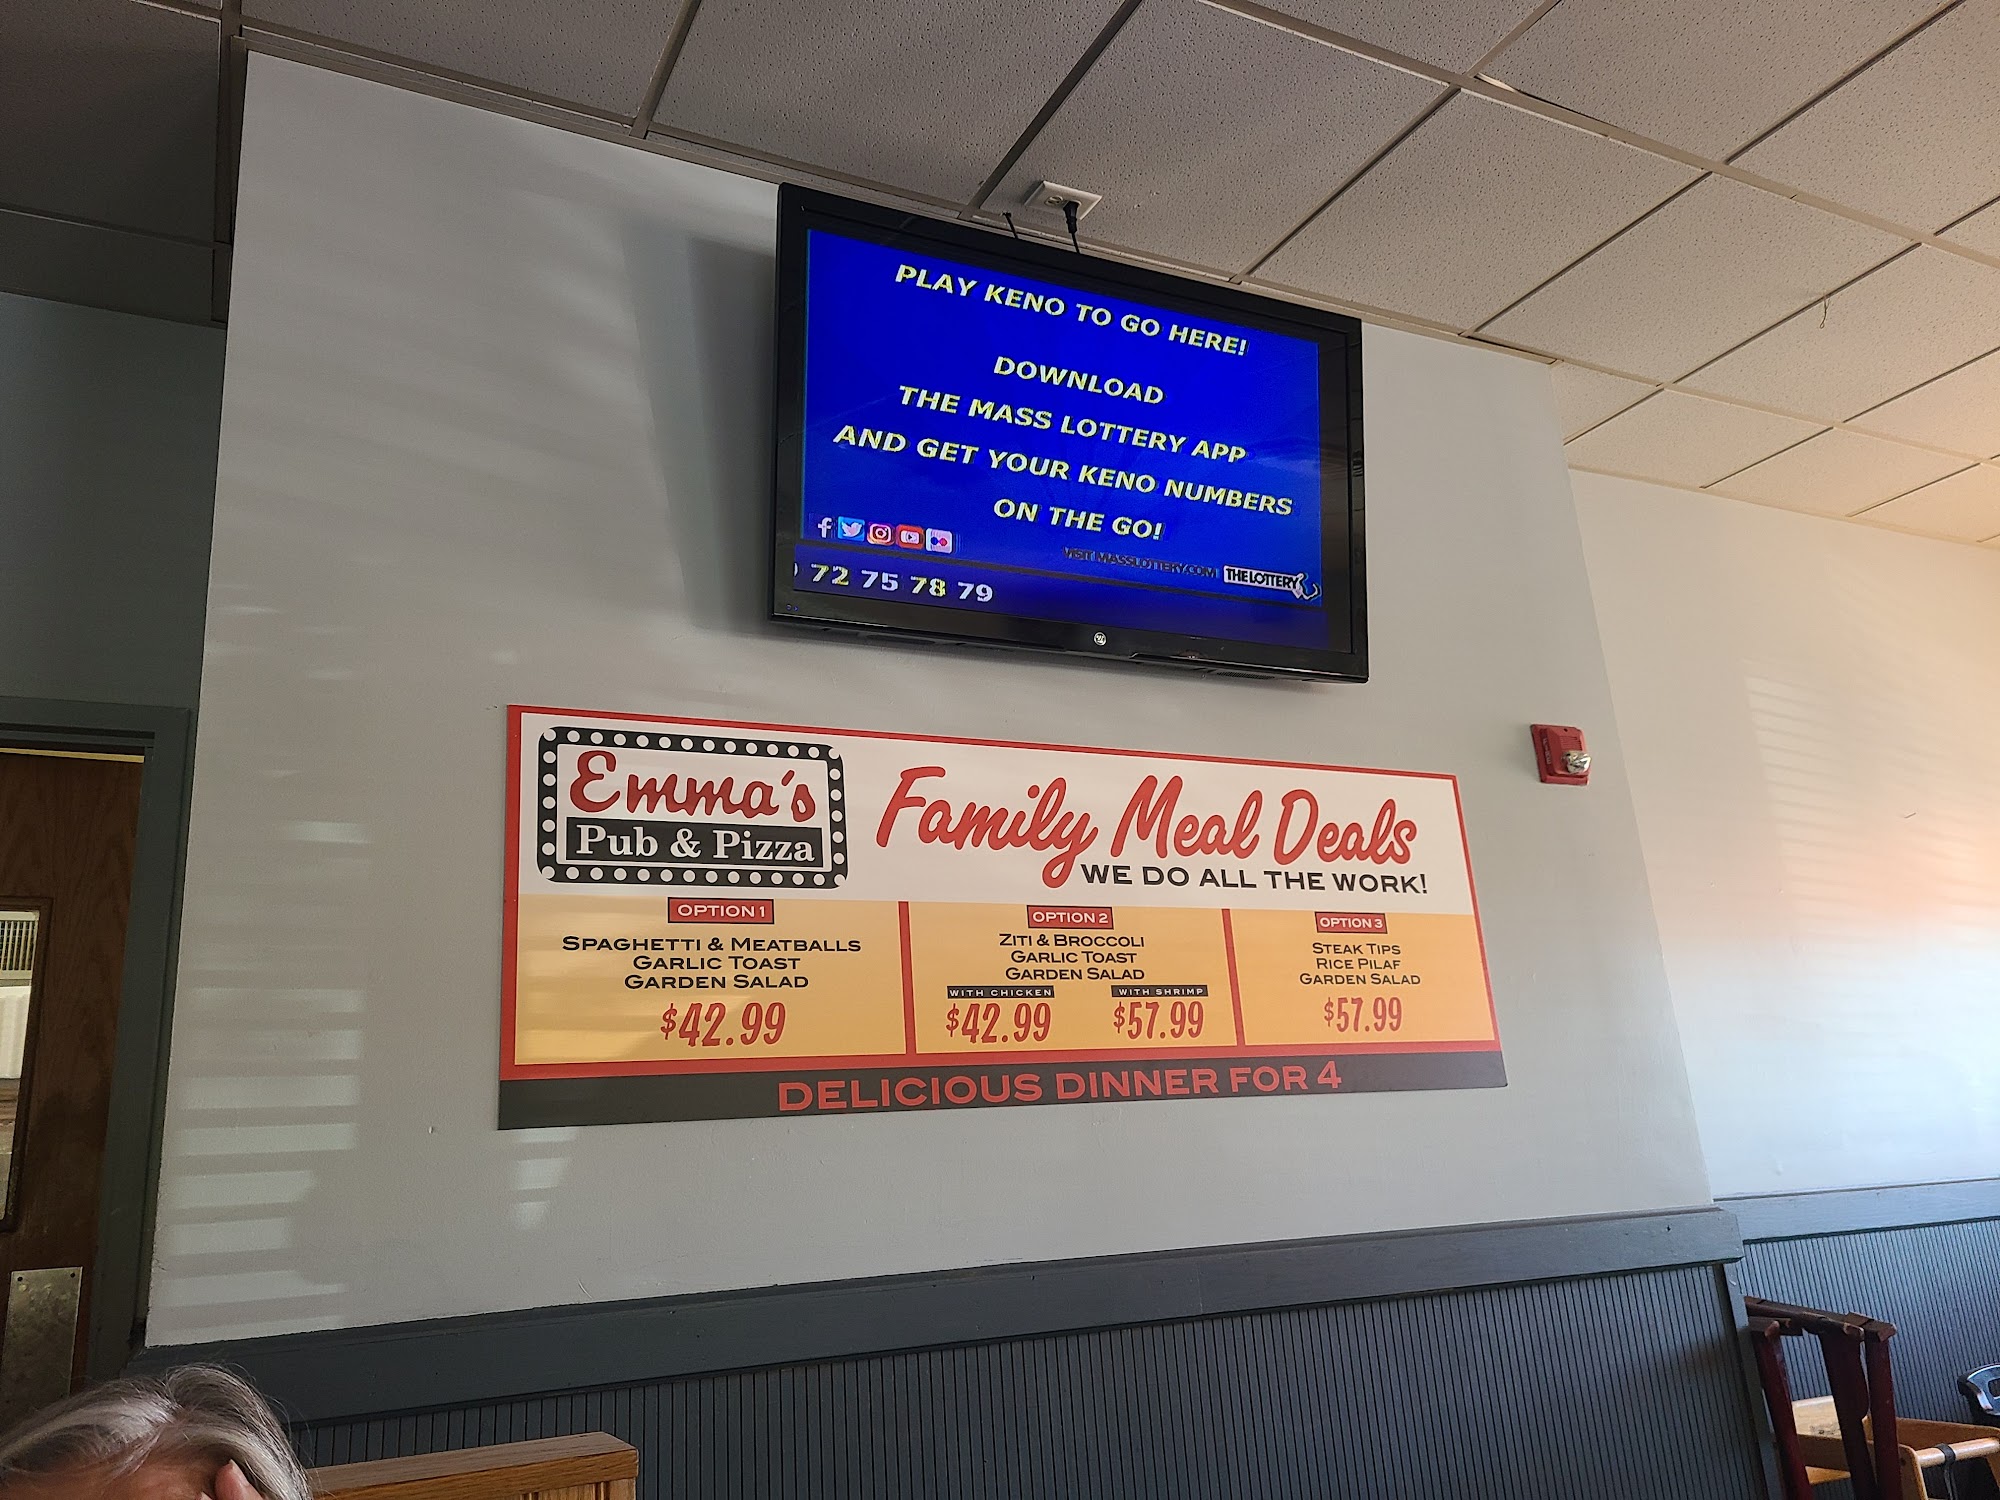 PLAY KENO TO GO HERE!
DOWNLOAD
THE MASS LOTTERY APP
AND GET YOUR KENO NUMBERS
ON THE GO!
VISIT MASSLOTTERY.COM THE LOTTERY
72 75 78 79
Emma's
Pub & Pizza
Family Meal Deals
WE DO ALL THE WORK!
OPTION 1
SPAGHETTI & MEATBALLS
GARLIC TOAST
GARDEN SALAD
$42.99
OPTION 2
ZITI & BROCCOLI
GARLIC TOAST
GARDEN SALAD
WITH CHICKEN WITH SHRIMP
$42.99 $57.99
OPTION 3
STEAK TIPS
RICE PILAF
GARDEN SALAD
$57.99
DELICIOUS DINNER FOR 4